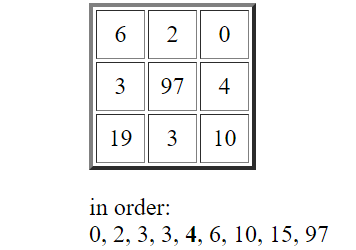 6 2 0
3 97 4
19 3 10
in order:
0, 2, 3, 3, 4, 6, 10, 15, 97